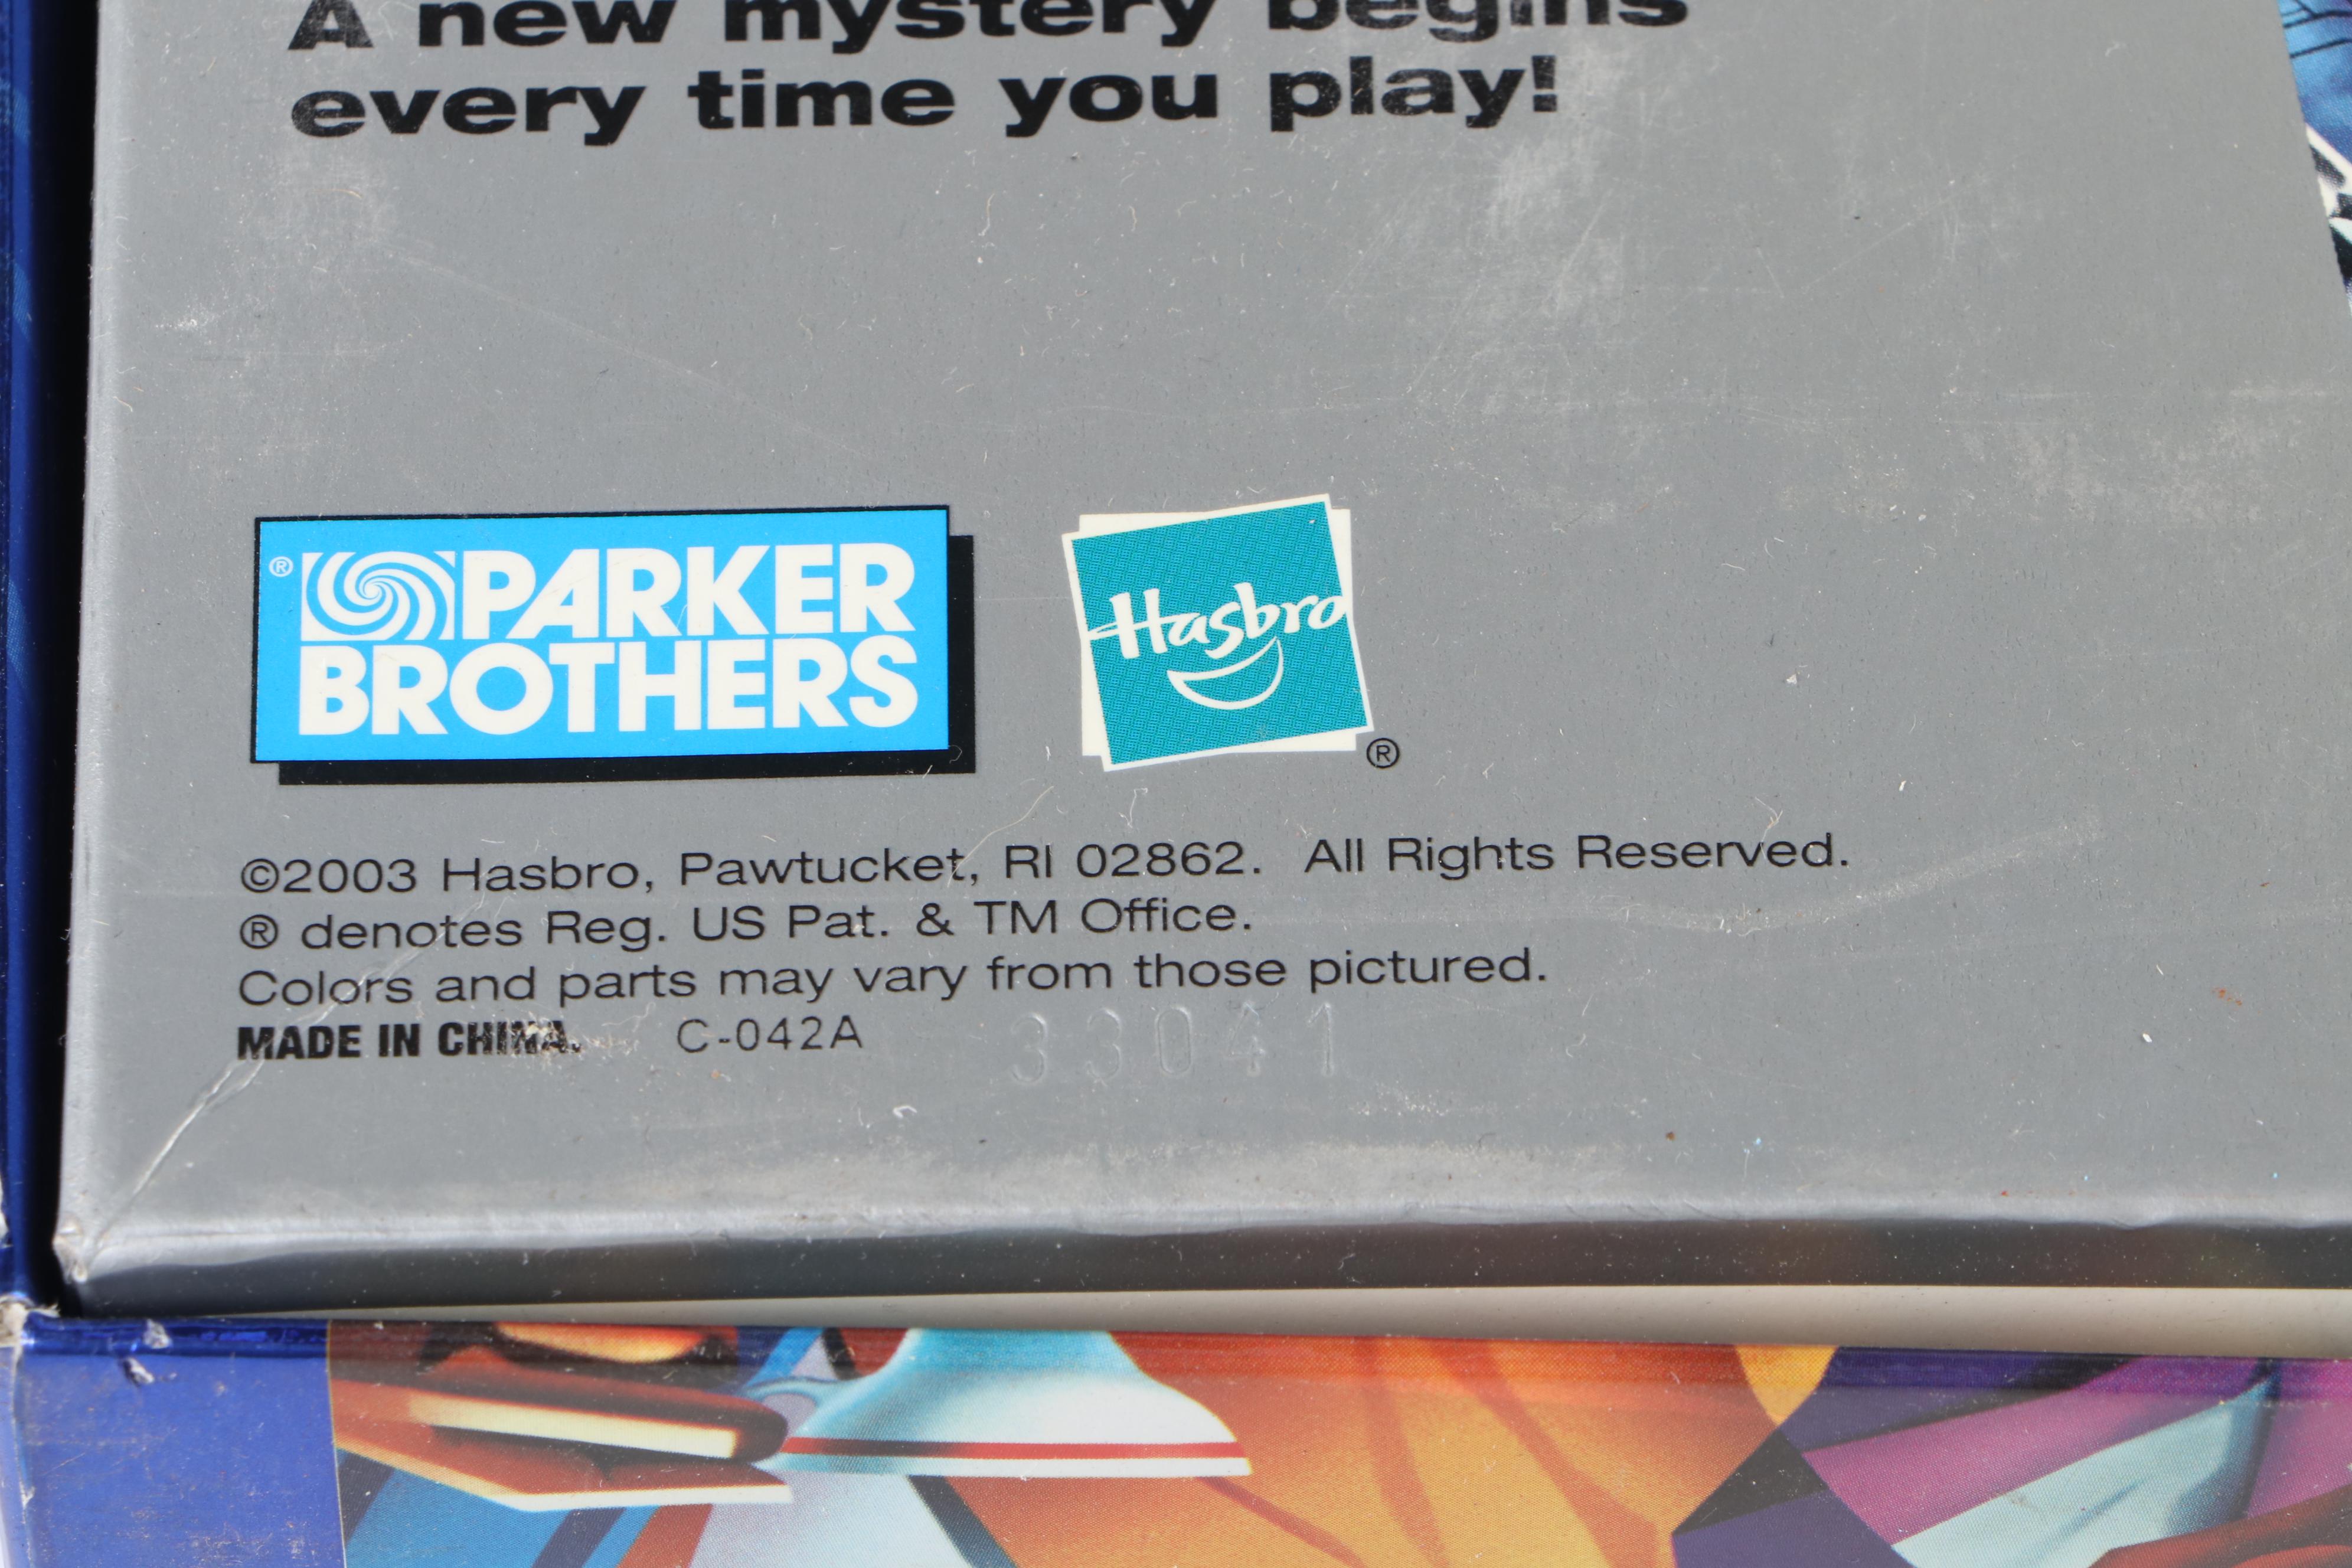 A new mystery begins
every time you play!
® PARKER
BROTHERS
Hasbro
®
©2003 Hasbro, Pawtucket, RI 02862. All Rights Reserved.
® denotes Reg. US Pat. & TM Office.
Colors and parts may vary from those pictured.
MADE IN CHINA. C-042A 33041